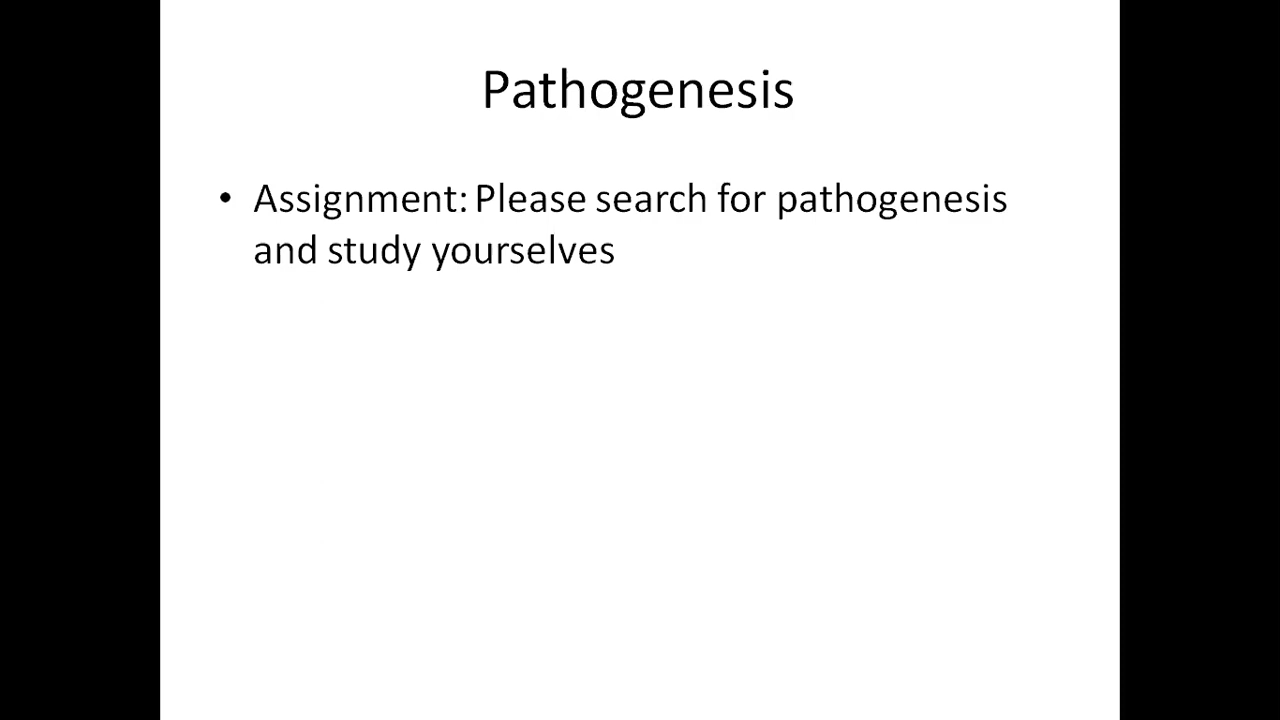 Pathogenesis
• Assignment: Please search for pathogenesis
and study yourselves